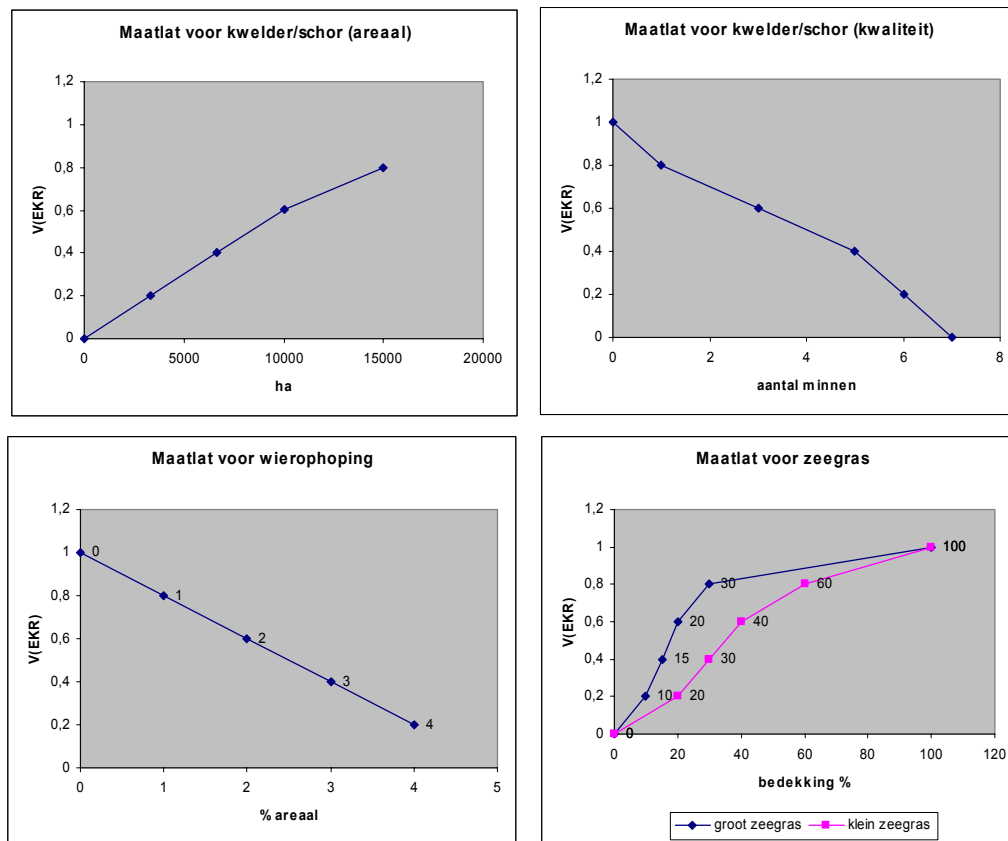 Maatlat voor kwelder/schor (areaal)
1,2
1
0,8
0,6
0,4
0,2
0
V(EKR)
0 5000 10000 15000 20000
ha
Maatlat voor kwelder/schor (kwaliteit)
1,2
1
0,8
0,6
0,4
0,2
0
V(EKR)
0 2 4 6 8
aantal minnen
Maatlat voor wierophoping
1,2
1
0,8
0,6
0,4
0,2
0
V(EKR)
0
1
2
3
4
0 1 2 3 4 5
% areaal
Maatlat voor zeegras
1,2
1
0,8
0,6
0,4
0,2
0
V(EKR)
100
30 60
20 40
15 30
10 20
0
0 20 40 60 80 100 120
bedekking %
groot zeegras klein zeegras